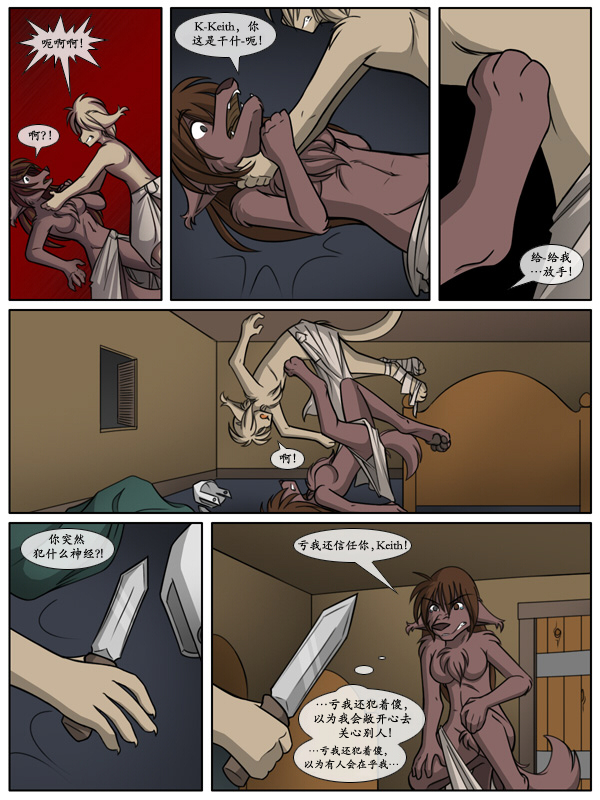 呃啊啊!
啊?!
K-Keith，你
这是干什-呃!
给-给我
…放手!
啊!
你突然
犯什么神经?!
亏我还信任你,Keith!
…亏我还犯着傻，
以为我会敞开心去
关心别人!
…亏我还犯着傻，
以为有人会在乎我…